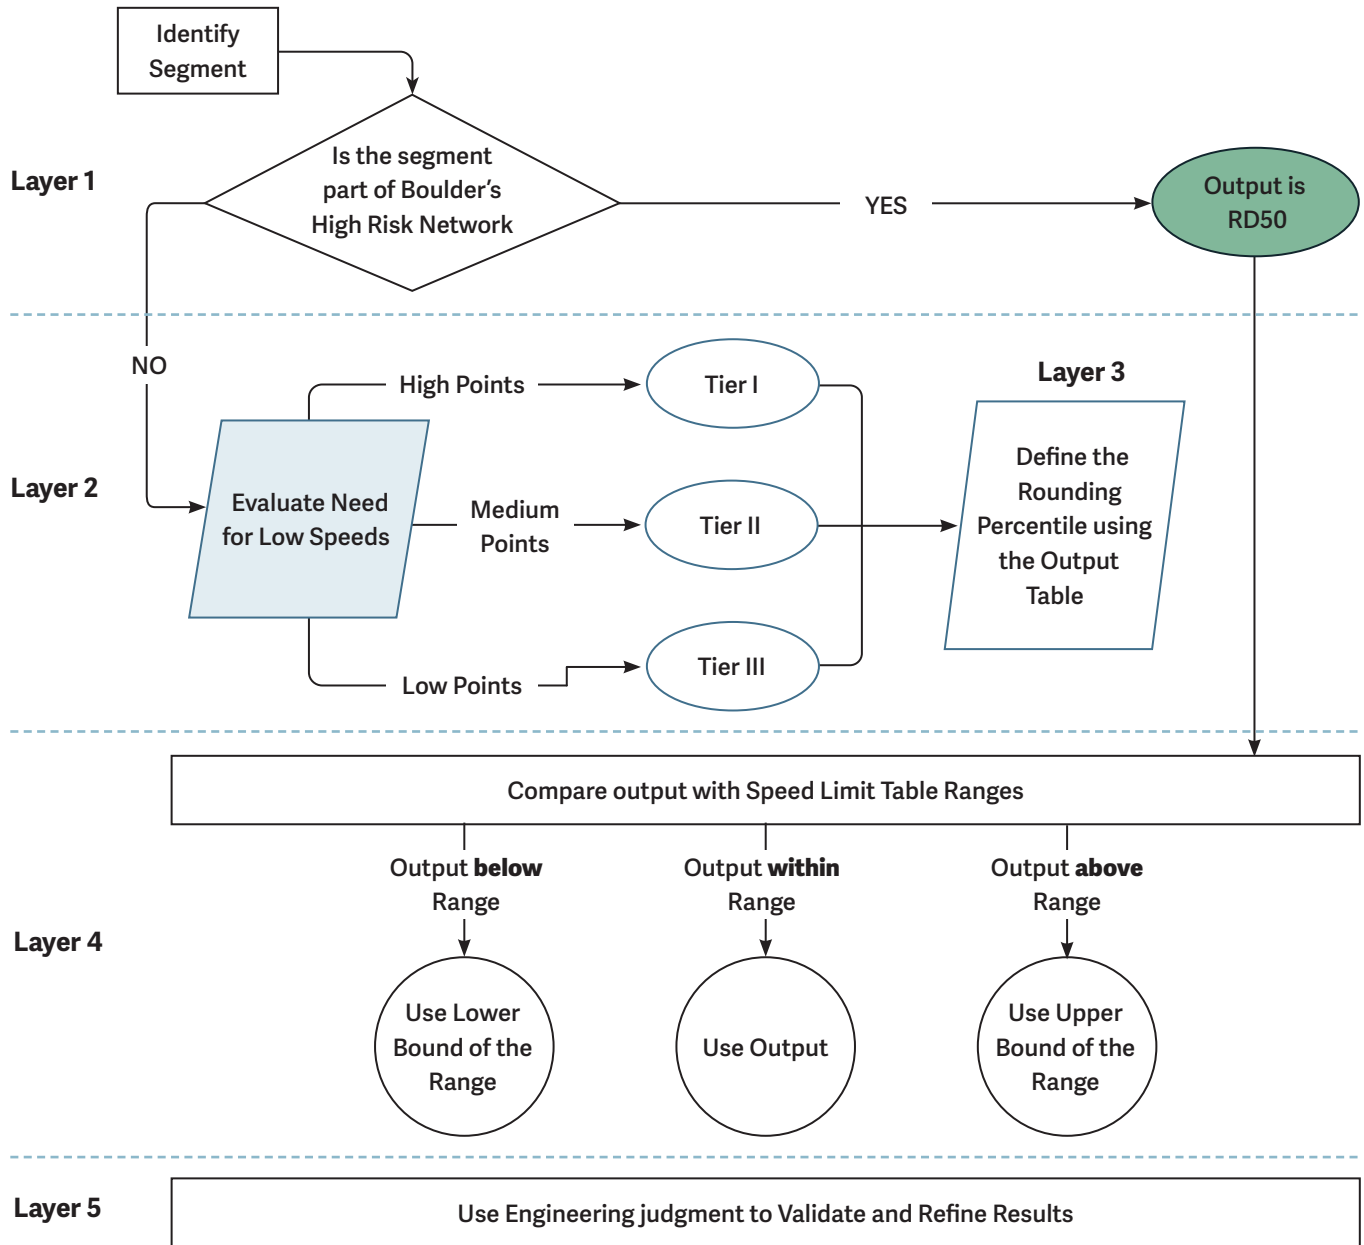 Identify
Segment
Layer 1
Is the segment
part of Boulder's
High Risk Network
YES
Output is
RD50
NO
Layer 2
Evaluate Need
for Low Speeds
High Points
Tier I
Medium
Points
Tier II
Low Points
Tier III
Layer 3
Define the
Rounding
Percentile using
the Output
Table
Compare output with Speed Limit Table Ranges
Layer 4
Output below
Range
Output within
Range
Output above
Range
Use Lower
Bound of the
Range
Use Output
Use Upper
Bound of the
Range
Layer 5
Use Engineering judgment to Validate and Refine Results